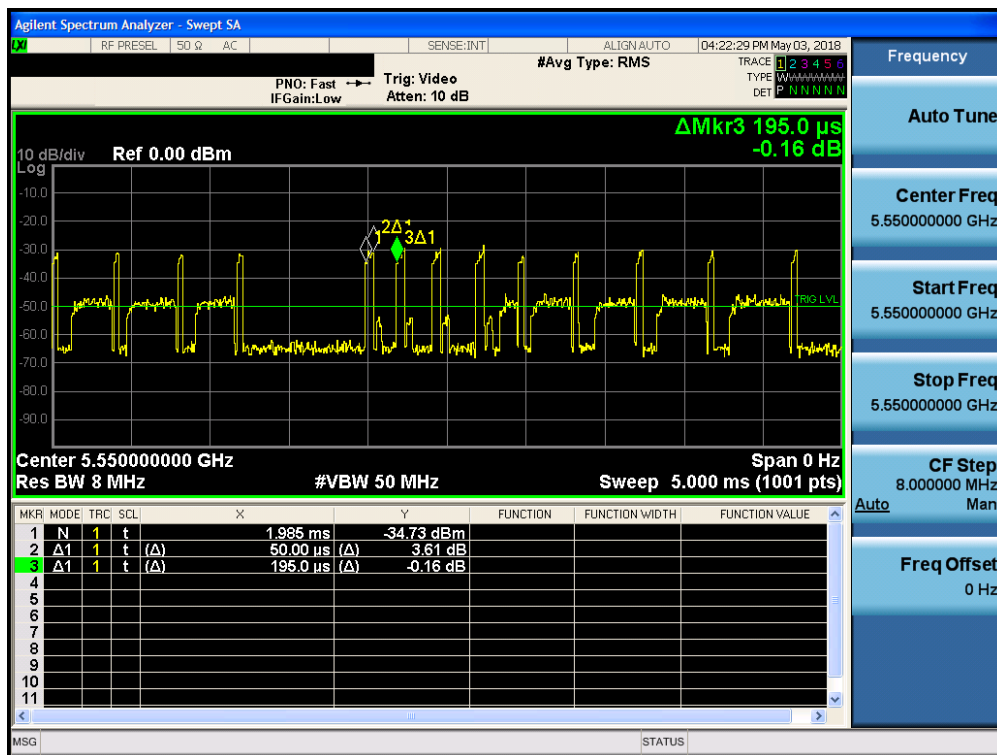 Agilent Spectrum Analyzer - Swept SA
LXI RF PRESEL 50 Ω AC SENSE:INT ALIGN AUTO 04:22:29 PM May 03, 2018
Frequency
#Avg Type: RMS
TRACE 1 2 3 4 5 6
PNO: Fast Trig: Video
TYPE WWWWWWW
IFGain:Low Atten: 10 dB
DET P N N N N N
Auto Tune
ΔMkr3 195.0 µs
-0.16 dB
10 dB/div Ref 0.00 dBm
Log
-10.0
-20.0
-30.0
-40.0
-50.0
-60.0
-70.0
-80.0
-90.0
2Δ1
1
3Δ1
TRIG LVL
Center 5.550000000 GHz Span 0 Hz
Res BW 8 MHz #VBW 50 MHz Sweep 5.000 ms (1001 pts)
Center Freq
5.550000000 GHz
Start Freq
5.550000000 GHz
Stop Freq
5.550000000 GHz
CF Step
8.000000 MHz
Auto Man
Freq Offset
0 Hz
MKR MODE TRC SCL X Y FUNCTION FUNCTION WIDTH FUNCTION VALUE
1 N 1 t 1.985 ms -34.73 dBm
2 Δ1 1 t (Δ) 50.00 µs (Δ) 3.61 dB
3 Δ1 1 t (Δ) 195.0 µs (Δ) -0.16 dB
4
5
6
7
8
9
10
11
MSG STATUS